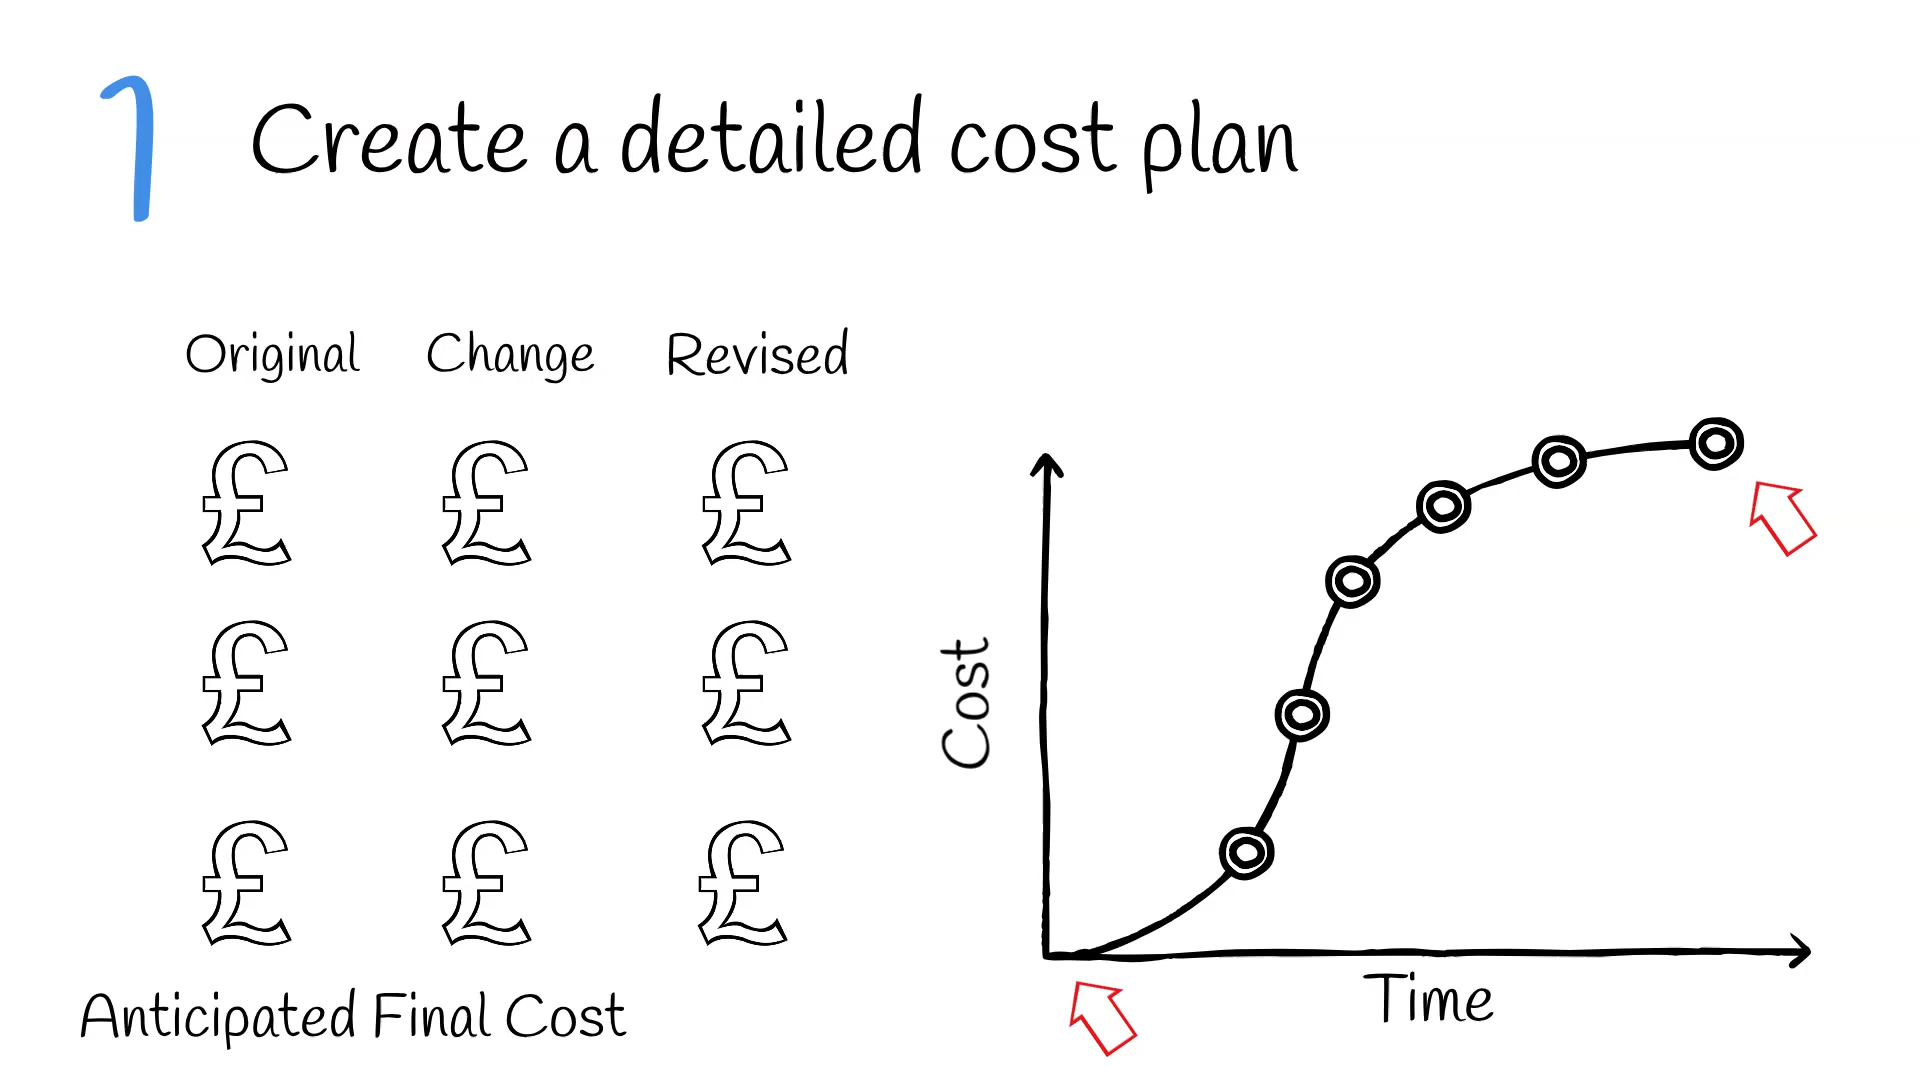 1 Create a detailed cost plan
Original Change Revised
£ £ £
£ £ £
£ £ £
Anticipated Final Cost
Cost
Time